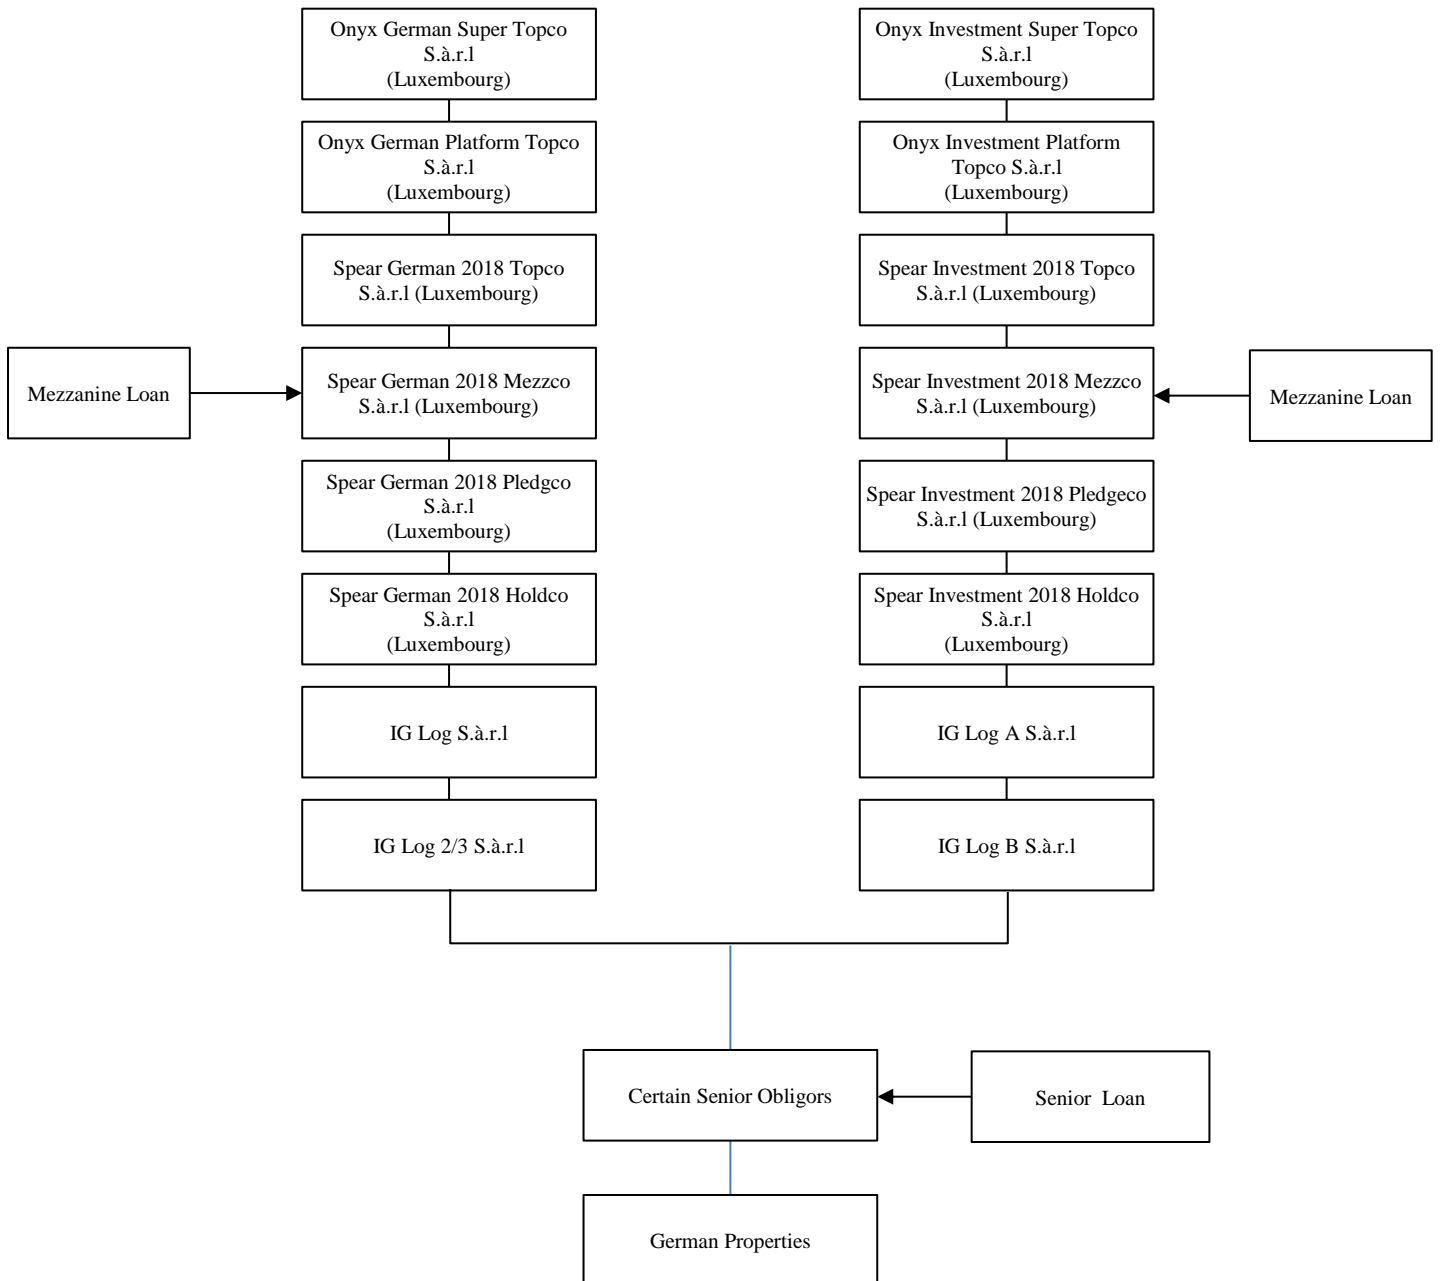 Onyx German Super Topco
S.à.r.l
(Luxembourg)
Onyx Investment Super Topco
S.à.r.l
(Luxembourg)
Onyx German Platform Topco
S.à.r.l
(Luxembourg)
Onyx Investment Platform
Topco S.à.r.l
(Luxembourg)
Spear German 2018 Topco
S.à.r.l (Luxembourg)
Spear Investment 2018 Topco
S.à.r.l (Luxembourg)
Mezzanine Loan
Spear German 2018 Mezzco
S.à.r.l (Luxembourg)
Spear Investment 2018 Mezzco
S.à.r.l (Luxembourg)
Mezzanine Loan
Spear German 2018 Pledgco
S.à.r.l
(Luxembourg)
Spear Investment 2018 Pledgeco
S.à.r.l (Luxembourg)
Spear German 2018 Holdco
S.à.r.l
(Luxembourg)
Spear Investment 2018 Holdco
S.à.r.l
(Luxembourg)
IG Log S.à.r.l
IG Log A S.à.r.l
IG Log 2/3 S.à.r.l
IG Log B S.à.r.l
Certain Senior Obligors
Senior Loan
German Properties